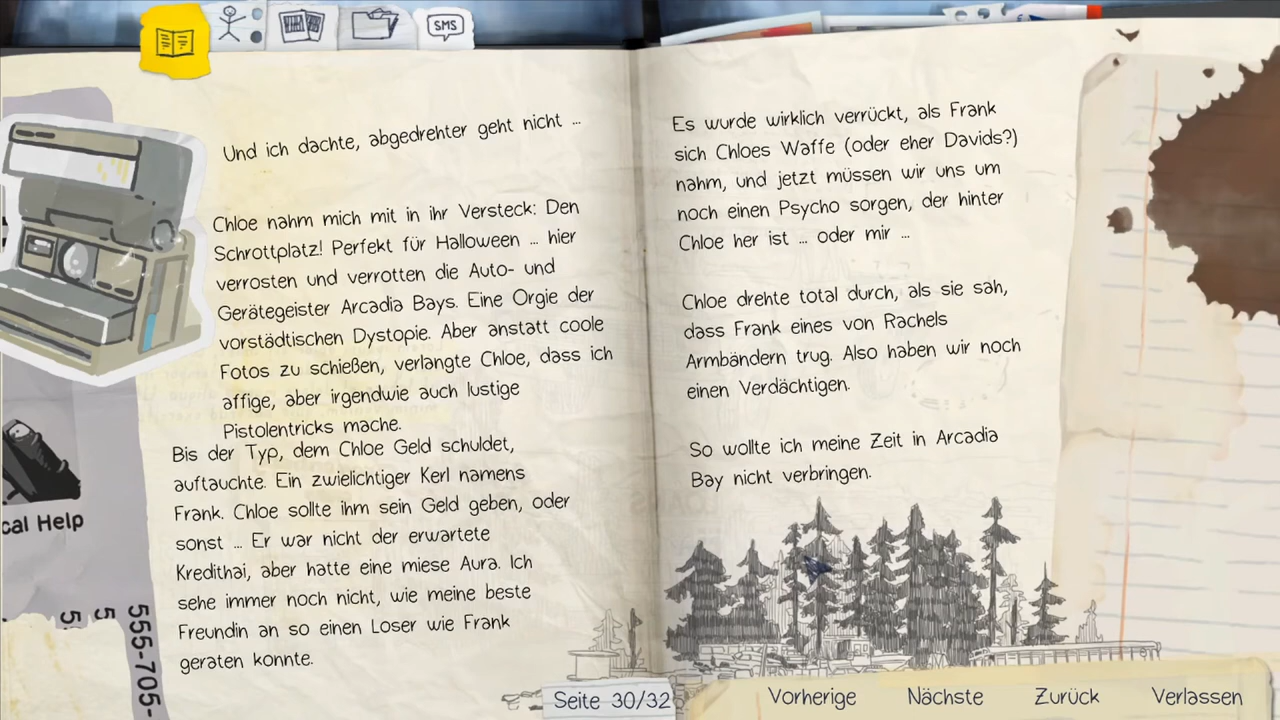 SMS
Und ich dachte, abgedrehter geht nicht ...
Chloe nahm mich mit in ihr Versteck: Den
Schrottplatz! Perfekt für Halloween ... hier
verrosten und verrotten die Auto- und
Gerätegeister Arcadia Bays. Eine Orgie der
vorstädtischen Dystopie. Aber anstatt coole
Fotos zu schießen, verlangte Chloe, dass ich
affige, aber irgendwie auch lustige
Pistolentricks mache.
Bis der Typ, dem Chloe Geld schuldet,
auftauchte. Ein zwielichtiger Kerl namens
Frank. Chloe sollte ihm sein Geld geben, oder
sonst ... Er war nicht der erwartete
Kredithai, aber hatte eine miese Aura. Ich
sehe immer noch nicht, wie meine beste
Freundin an so einen Loser wie Frank
geraten konnte.
Es wurde wirklich verrückt, als Frank
sich Chloes Waffe (oder eher Davids?)
nahm, und jetzt müssen wir uns um
noch einen Psycho sorgen, der hinter
Chloe her ist ... oder mir ...
Chloe drehte total durch, als sie sah,
dass Frank eines von Rachels
Armbändern trug. Also haben wir noch
einen Verdächtigen.
So wollte ich meine Zeit in Arcadia
Bay nicht verbringen.
cal Help
555-705-
5
5
Seite 30/32
Vorherige
Nächste
Zurück
Verlassen